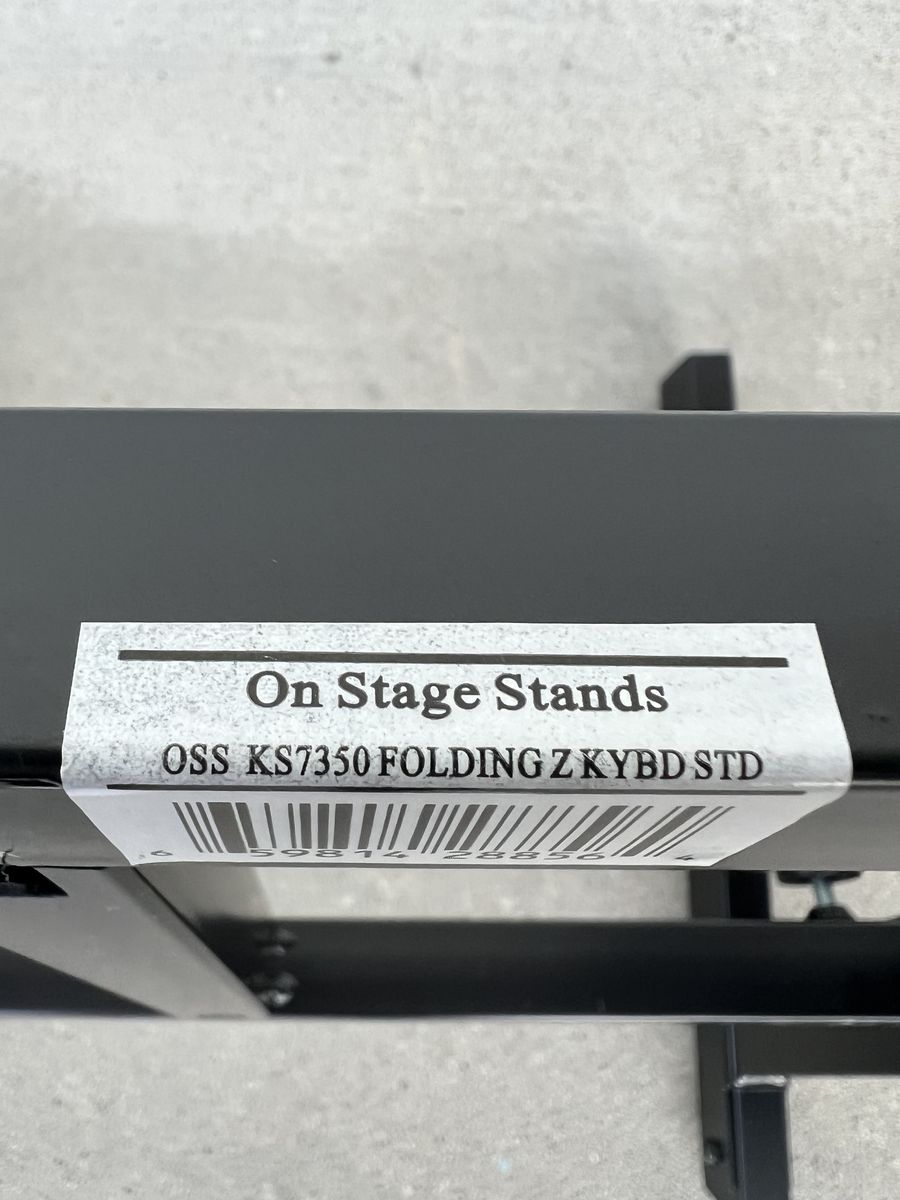 On Stage Stands
OSS KS7350 FOLDING Z KYBD STD
6 59814 28856 4